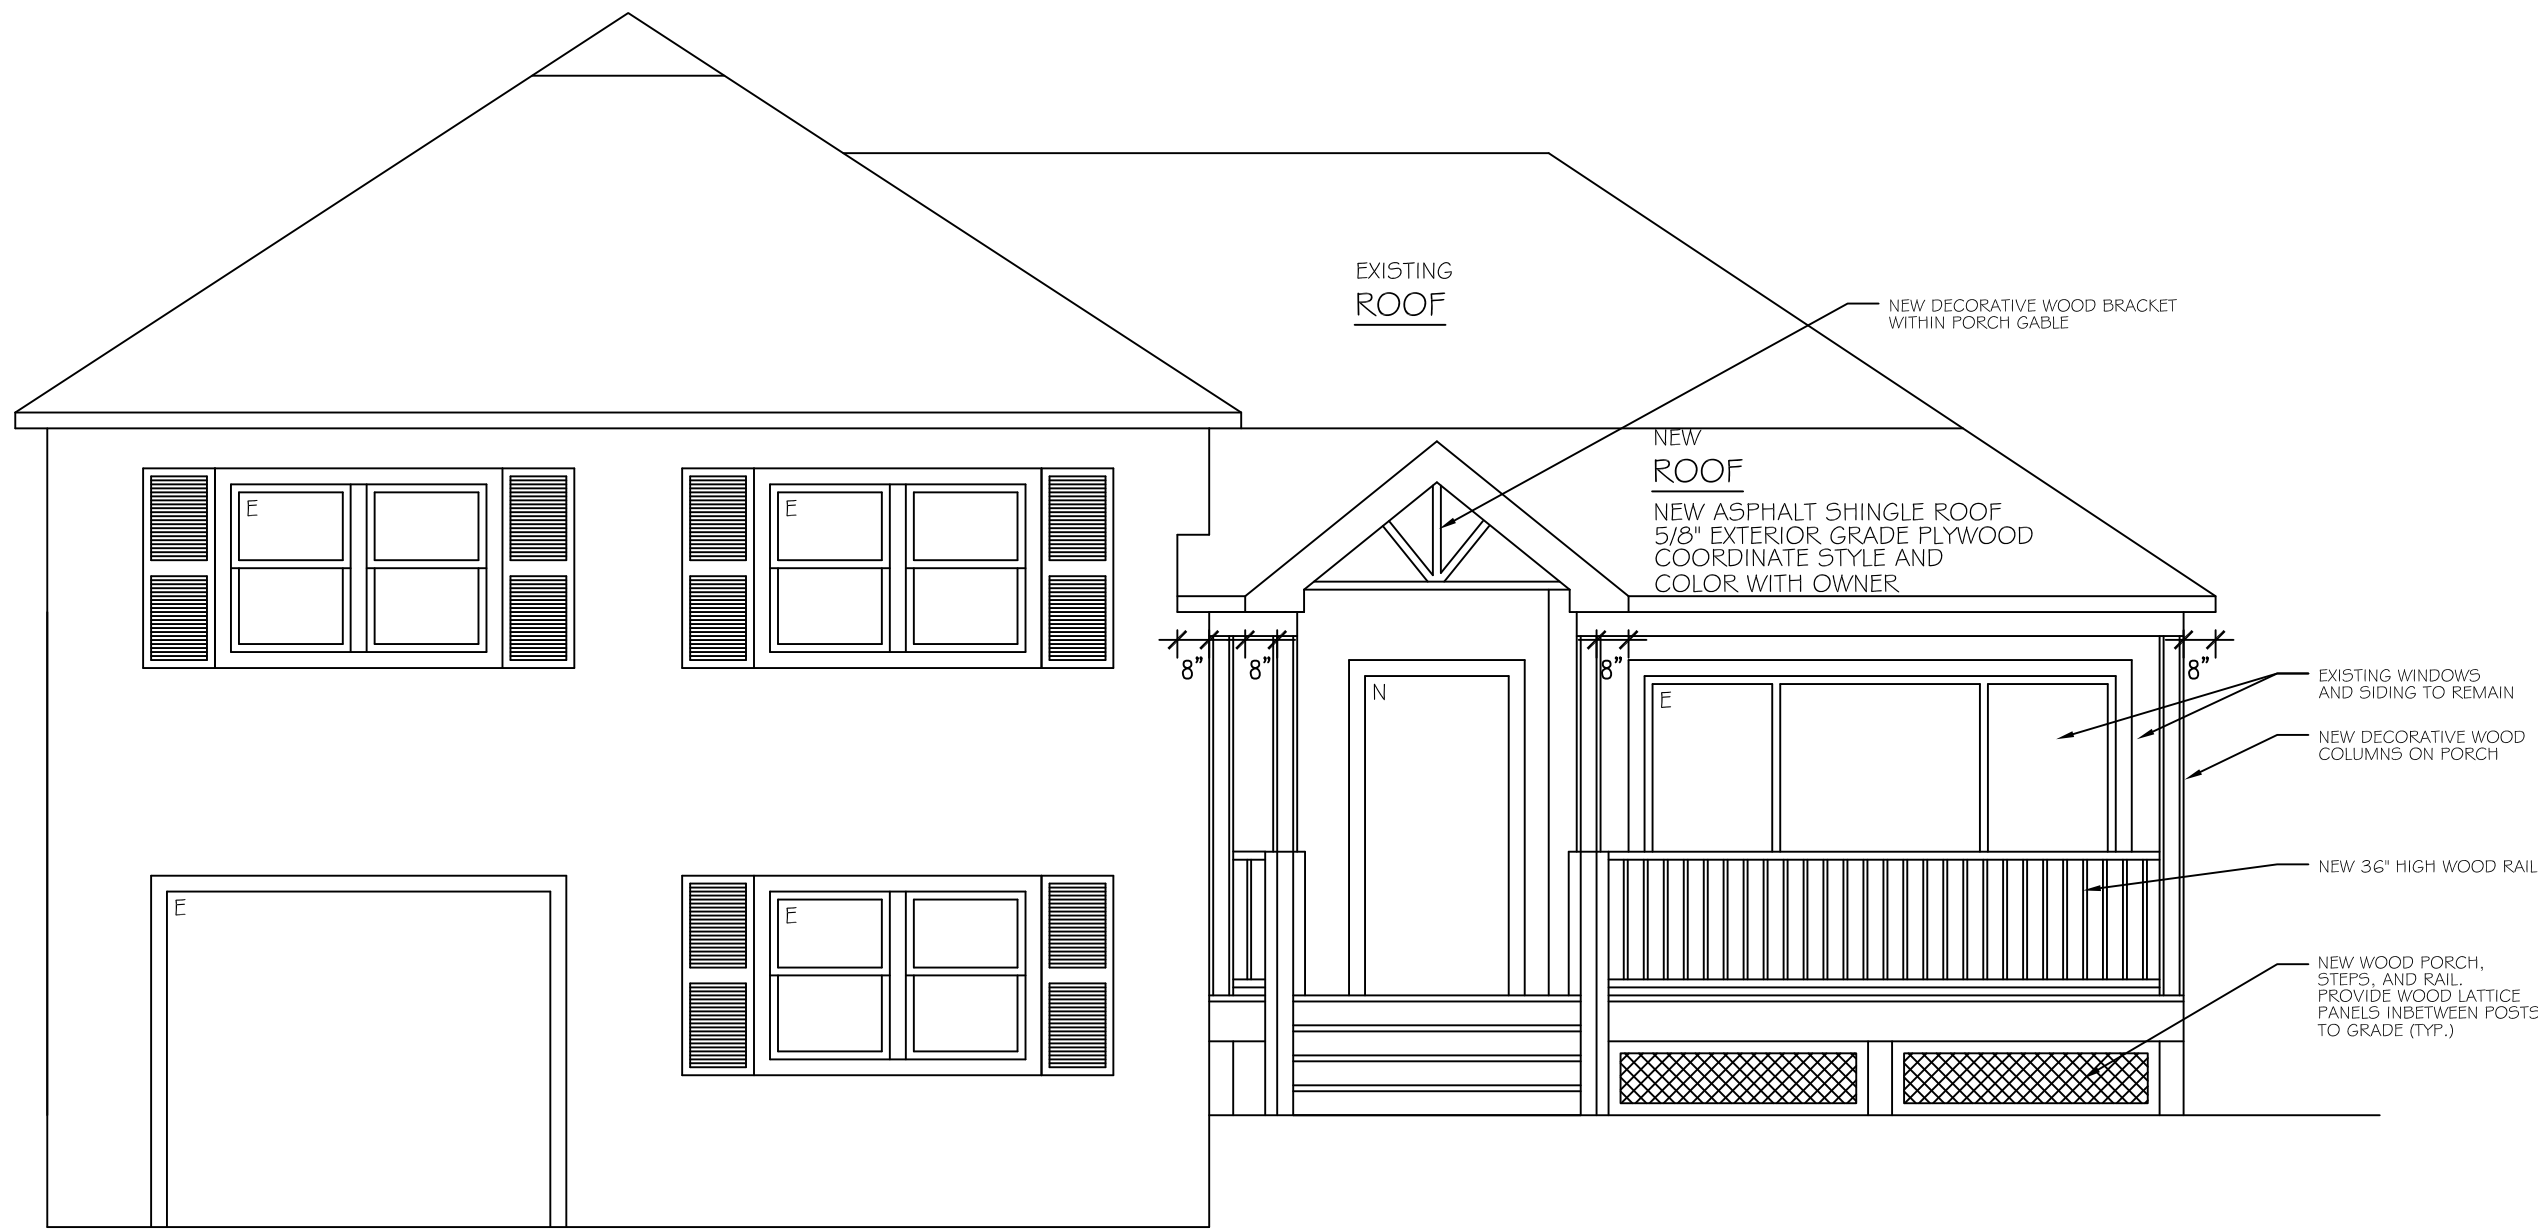 EXISTING
ROOF
NEW DECORATIVE WOOD BRACKET
WITHIN PORCH GABLE
NEW
ROOF
NEW ASPHALT SHINGLE ROOF
5/8" EXTERIOR GRADE PLYWOOD
COORDINATE STYLE AND
COLOR WITH OWNER
E
E
8"
8"
8"
8"
N
E
EXISTING WINDOWS
AND SIDING TO REMAIN
NEW DECORATIVE WOOD
COLUMNS ON PORCH
NEW 36" HIGH WOOD RAIL
E
E
NEW WOOD PORCH,
STEPS, AND RAIL.
PROVIDE WOOD LATTICE
PANELS INBETWEEN POSTS
TO GRADE (TYP.)